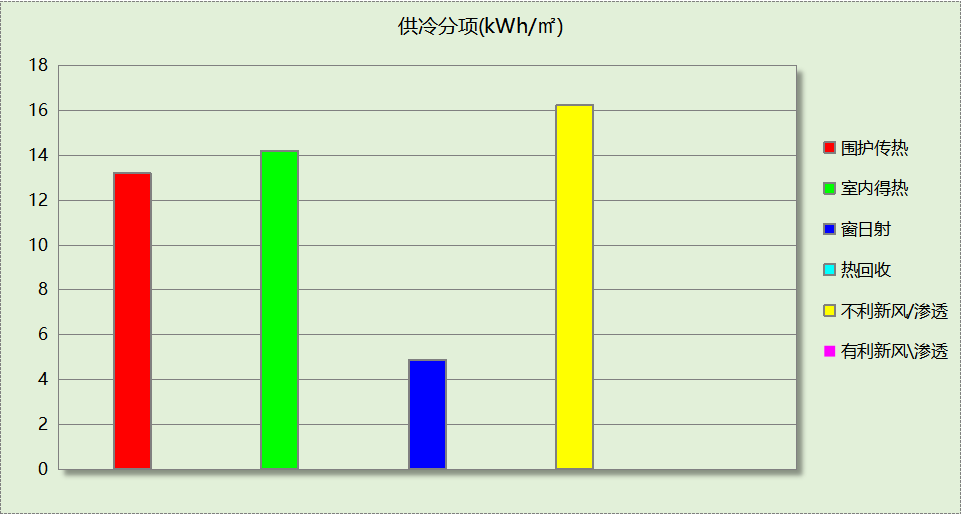 供冷分项(kWh/㎡)
18
16
14
12
10
8
6
4
2
0
围护传热
室内得热
窗日射
热回收
不利新风/渗透
有利新风\渗透